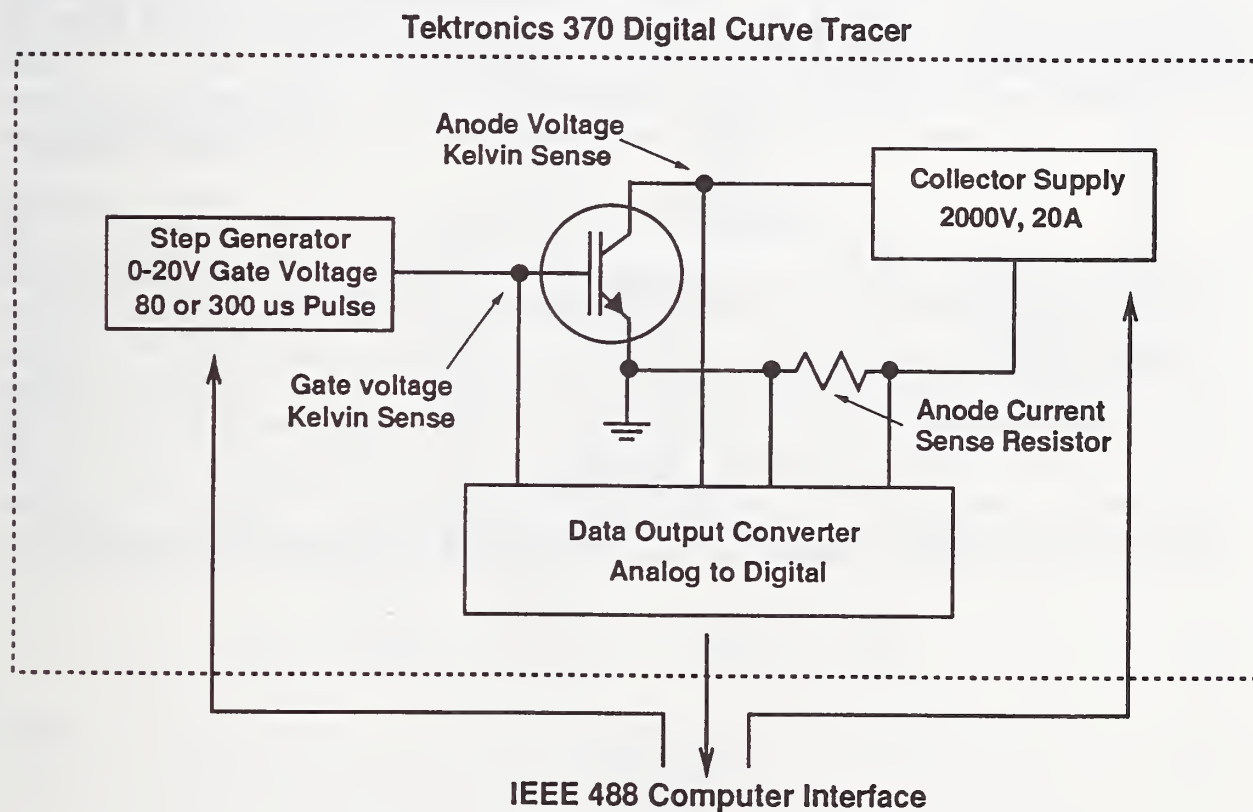 Tektronics 370 Digital Curve Tracer
Anode Voltage
Kelvin Sense
Collector Supply
2000V, 20A
Step Generator
0-20V Gate Voltage
80 or 300 us Pulse
Gate voltage
Kelvin Sense
Anode Current
Sense Resistor
Data Output Converter
Analog to Digital
IEEE 488 Computer Interface